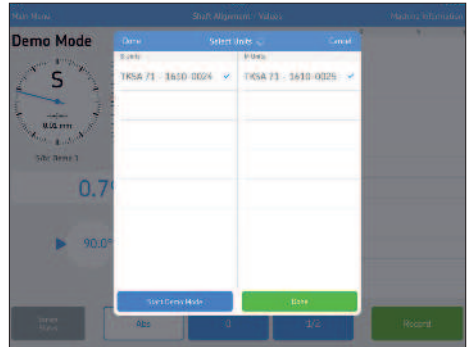 Main Menu
Shaft Alignment - Values
Machine Information
Demo Mode
Demo
Select Units
Cancel
S units
M Units
TKSA 71 - 1610-0024
TKSA 71 - 1610-0025
S
0.01 mm
0.7°
90.0°
Start Demo Mode
Done
Abs
0
1/2
Record